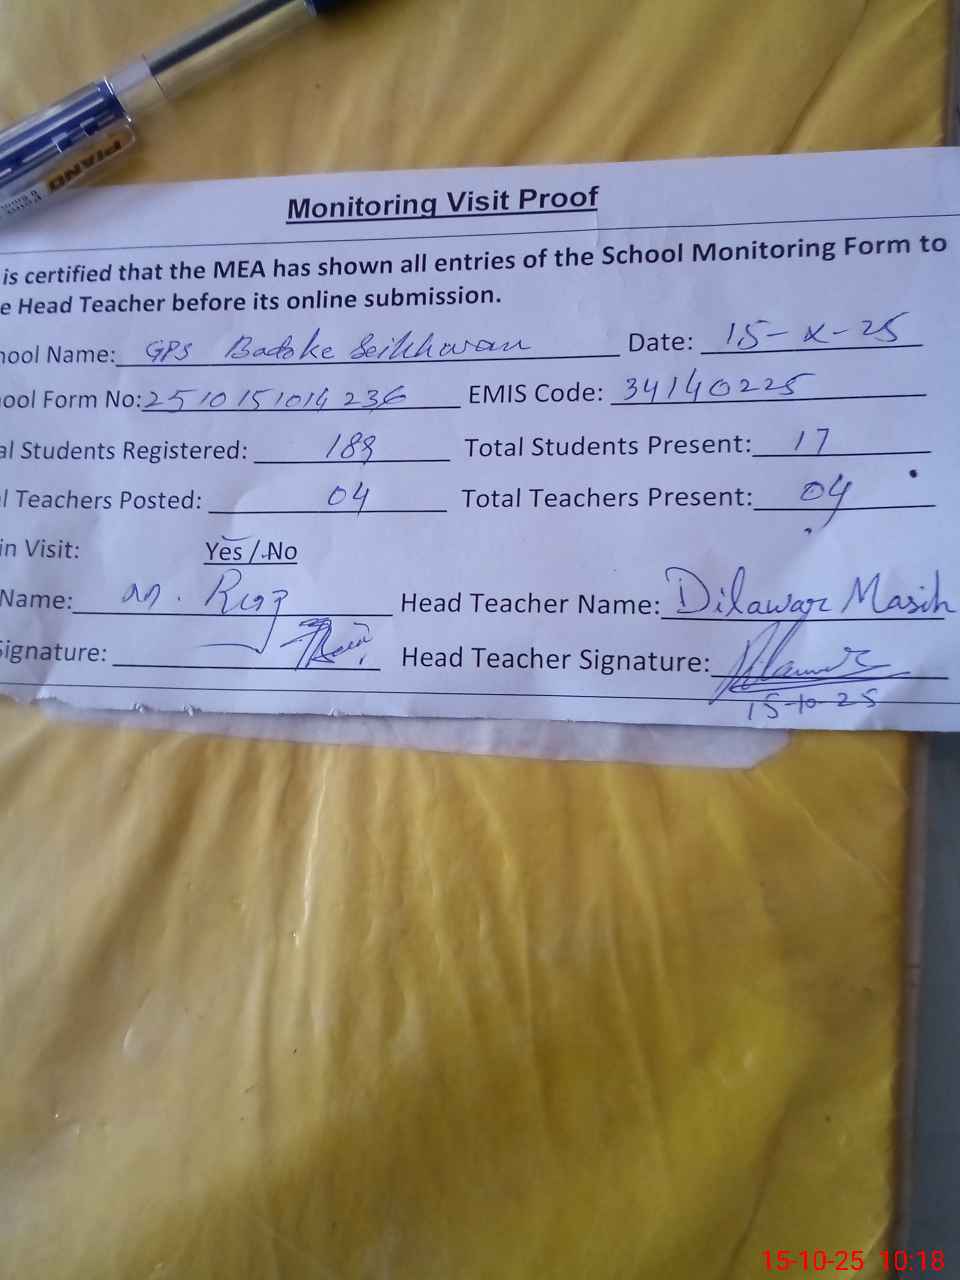 PIANO
Monitoring Visit Proof
is certified that the MEA has shown all entries of the School Monitoring Form to
e Head Teacher before its online submission.
hool Name: GPS Badoke Seikhwan Date: 15-X-25
ool Form No: 2510151014236 EMIS Code: 34140225
al Students Registered: 183 Total Students Present: 17
l Teachers Posted: 04 Total Teachers Present: 04
in Visit: Yes / No
Name: M. Riaz Head Teacher Name: Dilawar Masih
Signature: Head Teacher Signature:
15-10-25
15-10-25 10:18